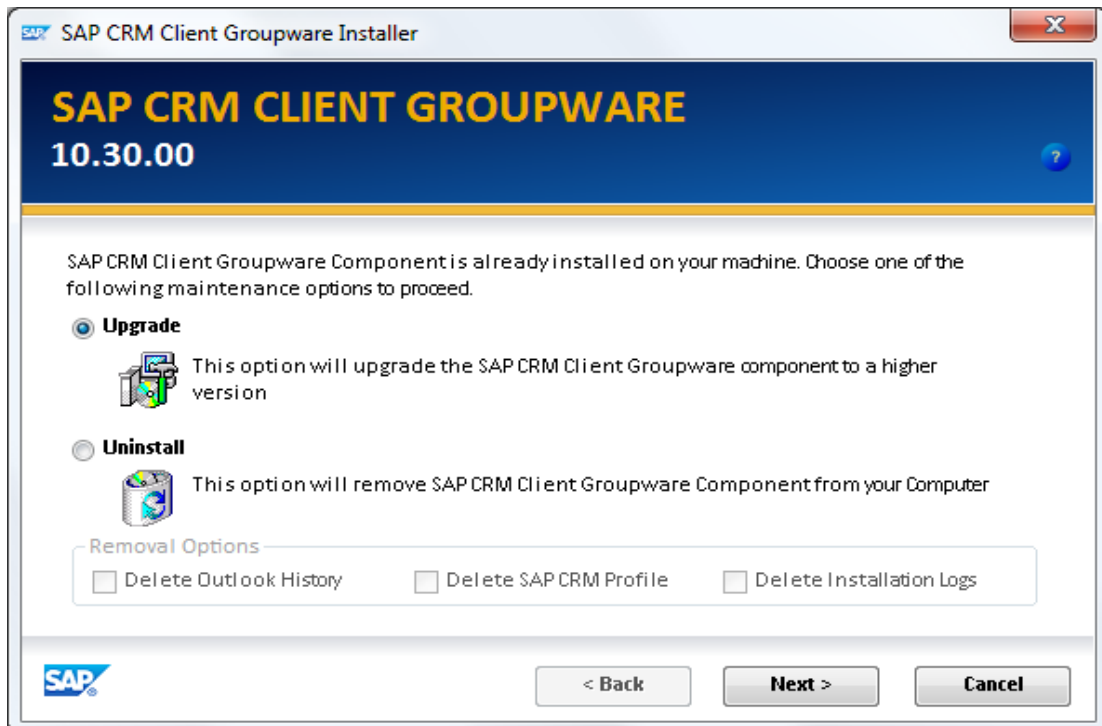 SAP CRM Client Groupware Installer
SAP CRM CLIENT GROUPWARE
10.30.00
?
SAP CRM Client Groupware Component is already installed on your machine. Choose one of the
following maintenance options to proceed.
Upgrade
This option will upgrade the SAP CRM Client Groupware component to a higher
version
Uninstall
This option will remove SAP CRM Client Groupware Component from your Computer
Removal Options
Delete Outlook History
Delete SAP CRM Profile
Delete Installation Logs
SAP
< Back
Next >
Cancel